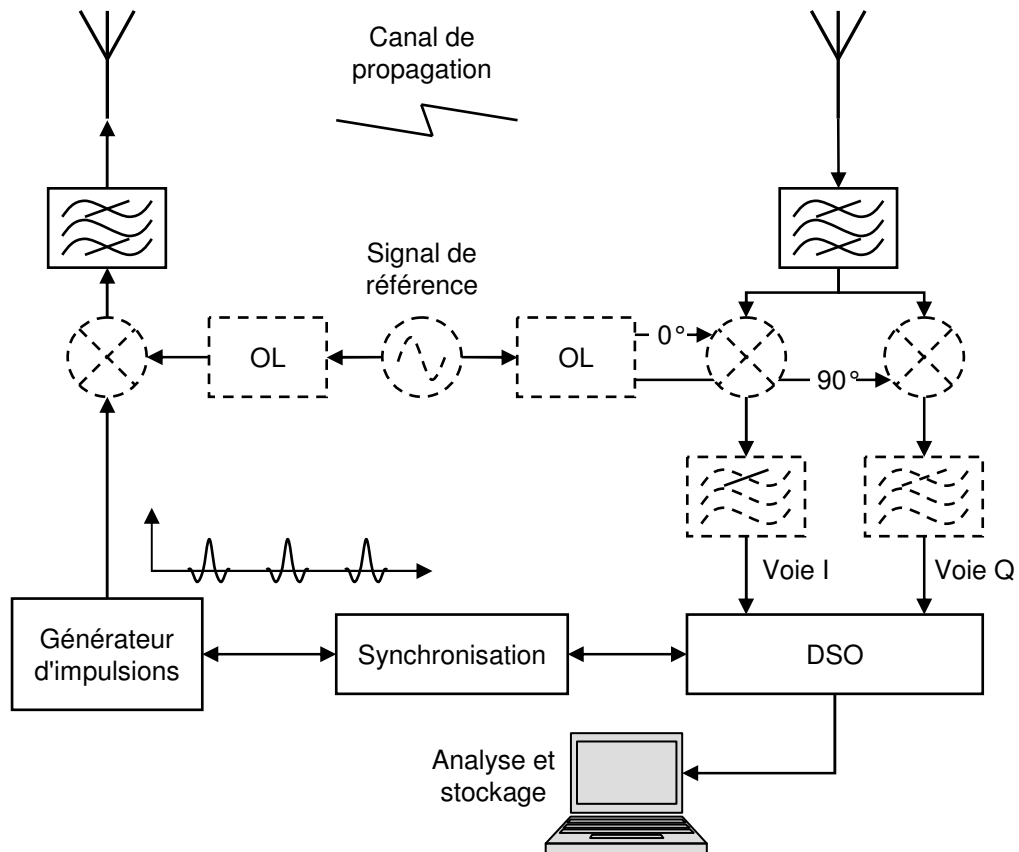 Canal de
propagation
Signal de
référence
OL
OL
0°
90°
Voie I
Voie Q
Générateur
d'impulsions
Synchronisation
DSO
Analyse et
stockage